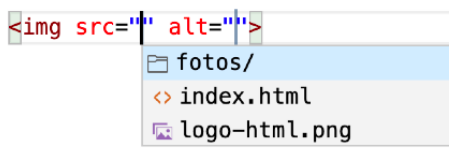 <img src="" alt="">
fotos/
index.html
logo-html.png